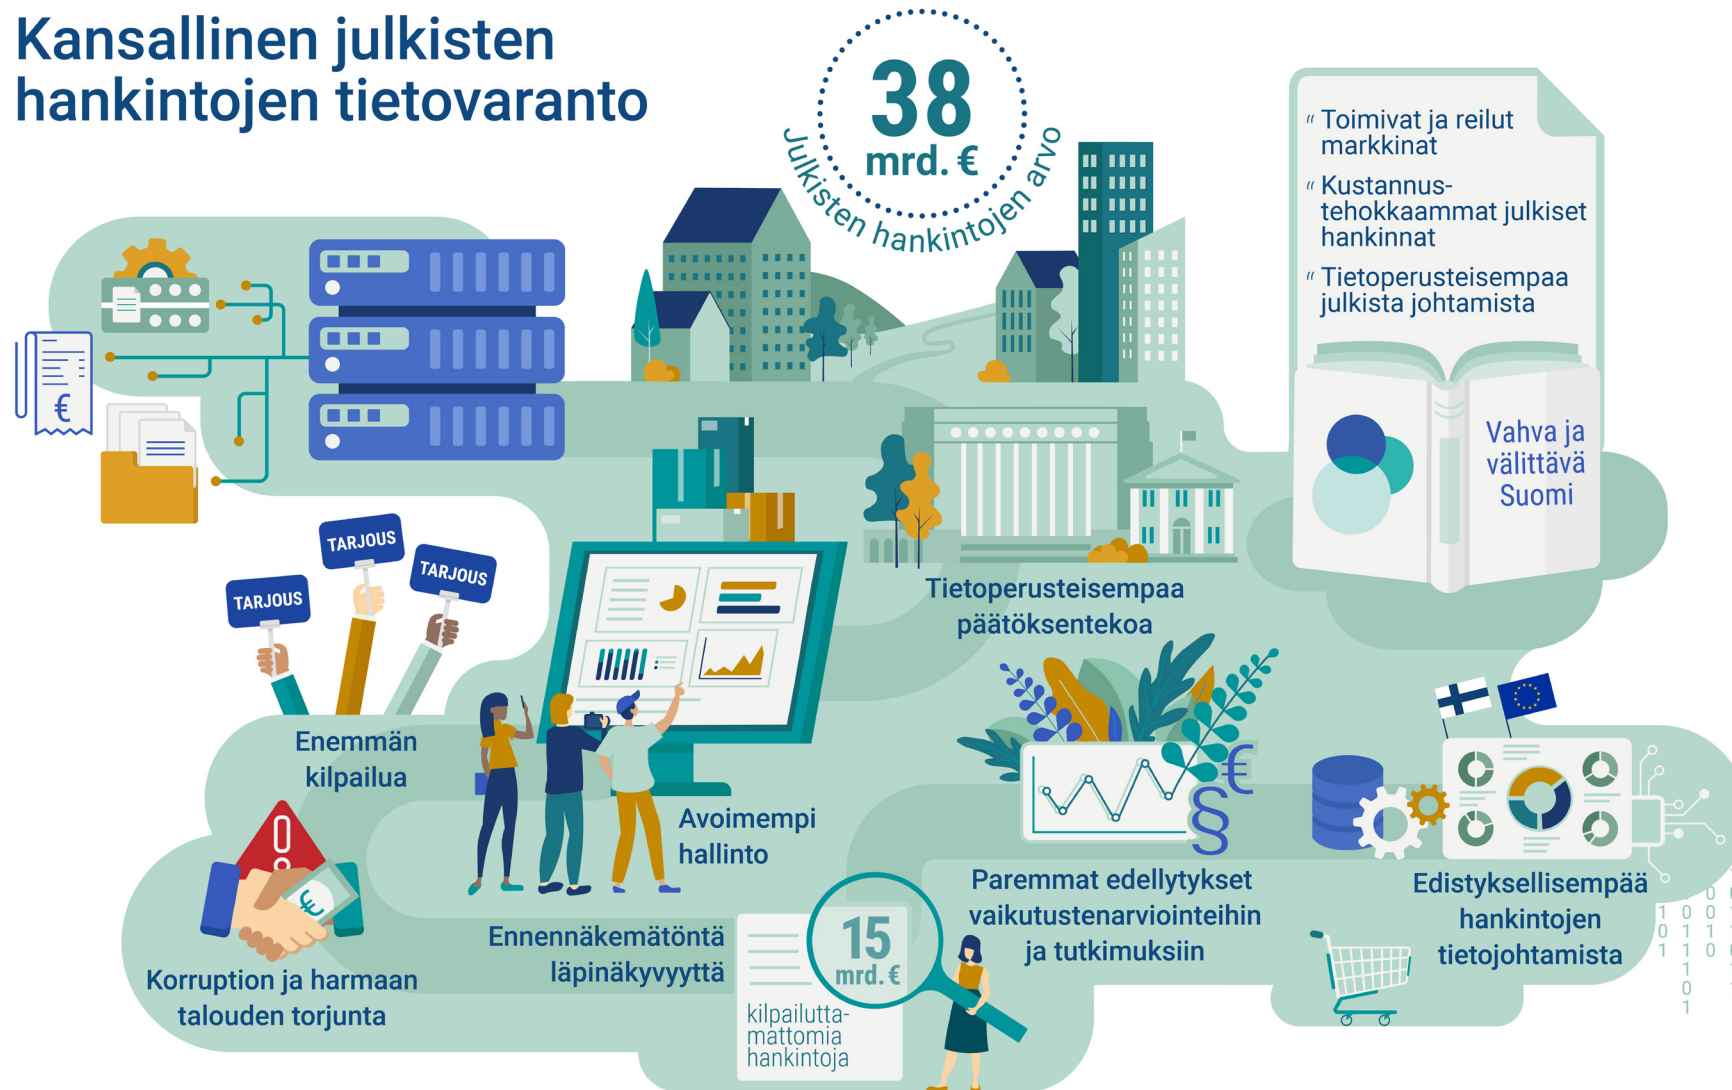 Kansallinen julkisten
hankintojen tietovaranto
38
mrd. €
Julkisten hankintojen arvo
“ Toimivat ja reilut
markkinat
“ Kustannus-
tehokkaammat julkiset
hankinnat
“ Tietoperusteisempaa
julkista johtamista
Vahva ja
välittävä
Suomi
€
TARJOUS
TARJOUS
TARJOUS
Enemmän
kilpailua
Tietoperusteisempaa
päätöksentekoa
€
§
Avoimempi
hallinto
€
Korruption ja harmaan
talouden torjunta
Ennennäkemätöntä
läpinäkyvyyttä
15
mrd. €
kilpailutta-
mattomia
hankintoja
Paremmat edellytykset
vaikutustenarviointeihin
ja tutkimuksiin
Edistyksellisempää
hankintojen
tietojohtamista